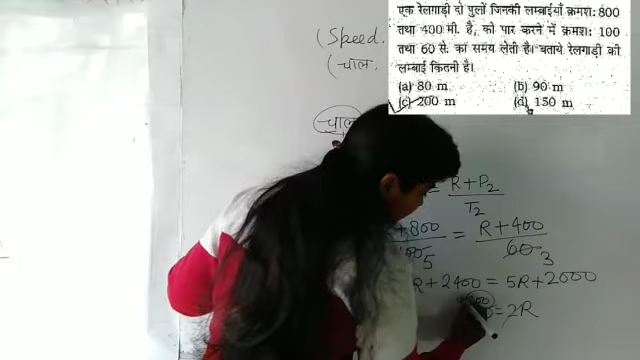 एक रेलगाड़ी दो पुलों जिनकी लम्बाईयाँ क्रमशः 800
तथा 400 मी. है, को पार करने में क्रमशः 100
तथा 60 से. का समय लेती है। बताये रेलगाड़ी की
लम्बाई कितनी है।
(a) 80 m (b) 90 m
(c) 200 m (d) 150 m
(Speed.
(चाल.
चाल
= R+P₂
T₂
+800 = R+400
5 60 3
R+2400 = 5R+2000
400
=2R